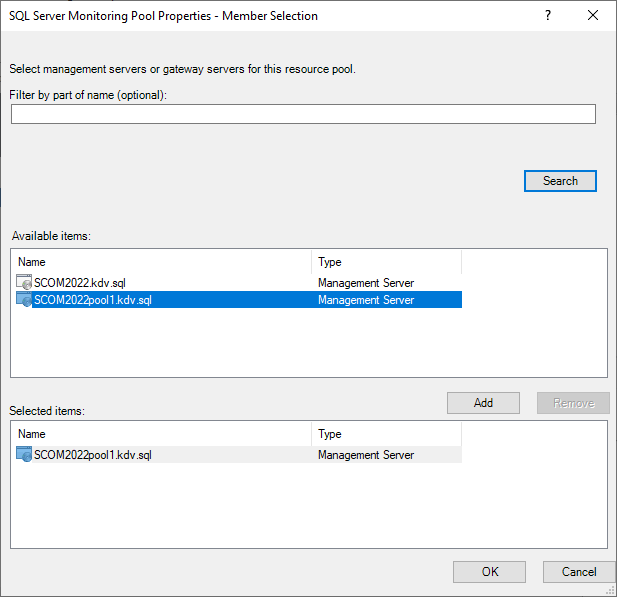 SQL Server Monitoring Pool Properties - Member Selection
?
Select management servers or gateway servers for this resource pool.
Filter by part of name (optional):
Search
Available items:
Name Type
SCOM2022.kdv.sql Management Server
SCOM2022pool1.kdv.sql Management Server
Add Remove
Selected items:
Name Type
SCOM2022pool1.kdv.sql Management Server
OK Cancel